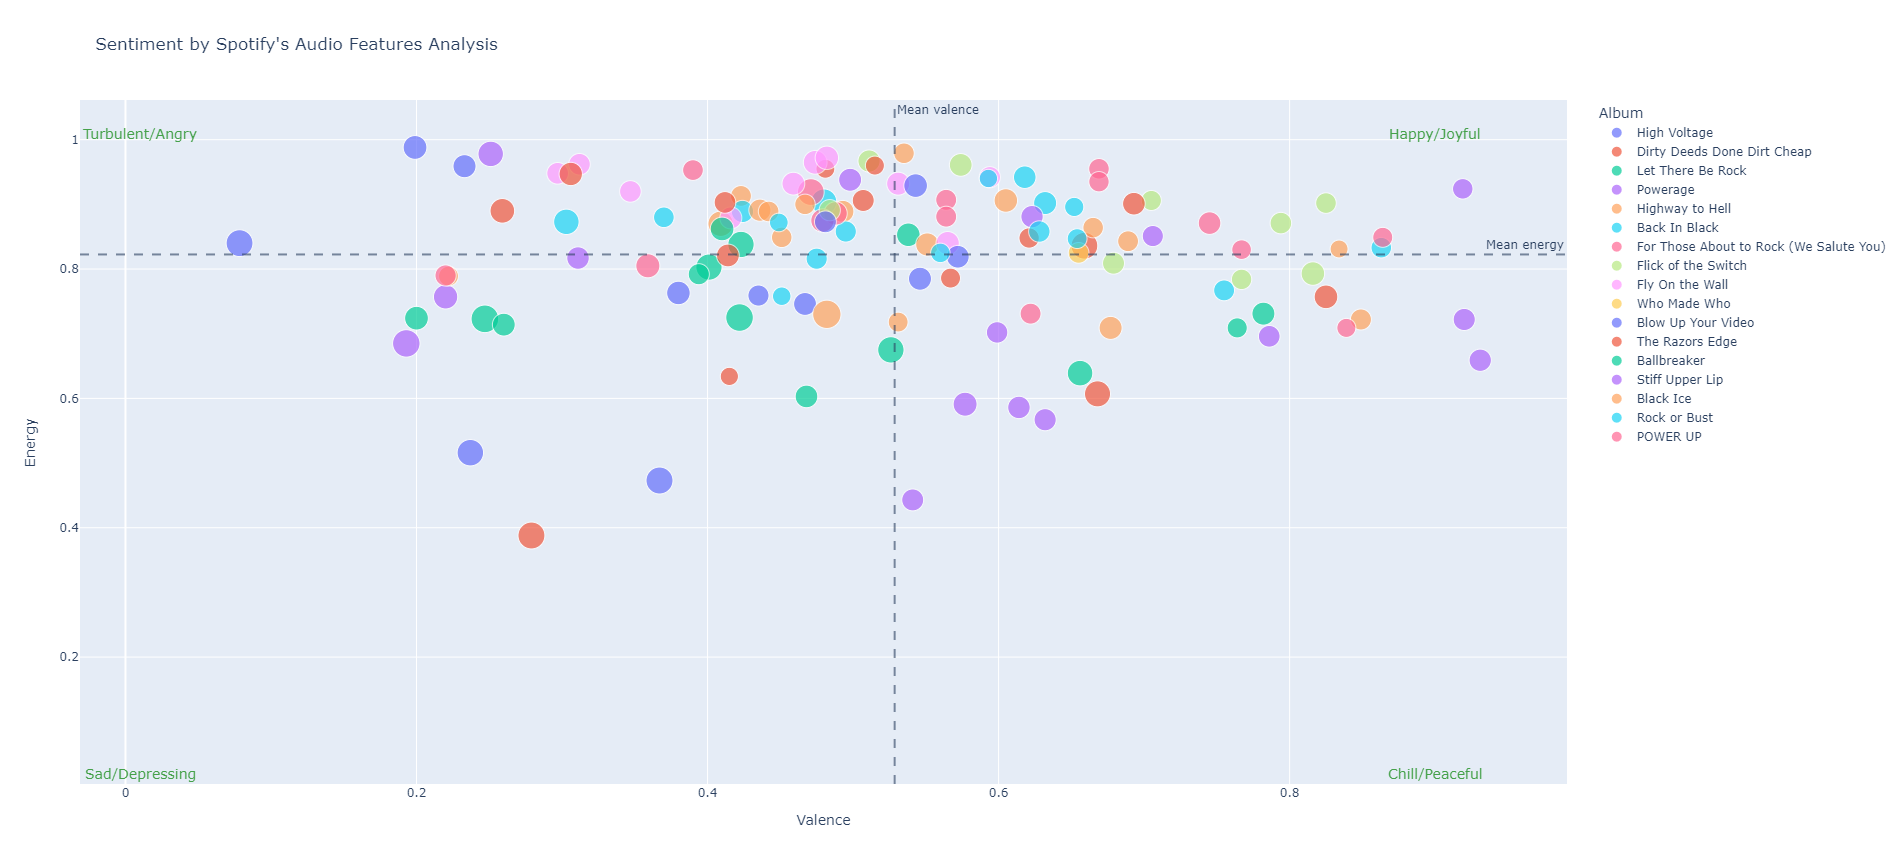 Sentiment by Spotify's Audio Features Analysis
Mean valence
Turbulent/Angry
Happy/Joyful
Mean energy
Sad/Depressing
Chill/Peaceful
1
0.8
0.6
0.4
0.2
Energy
0
0.2
0.4
0.6
0.8
Valence
Album
High Voltage
Dirty Deeds Done Dirt Cheap
Let There Be Rock
Powerage
Highway to Hell
Back In Black
For Those About to Rock (We Salute You)
Flick of the Switch
Fly On the Wall
Who Made Who
Blow Up Your Video
The Razors Edge
Ballbreaker
Stiff Upper Lip
Black Ice
Rock or Bust
POWER UP